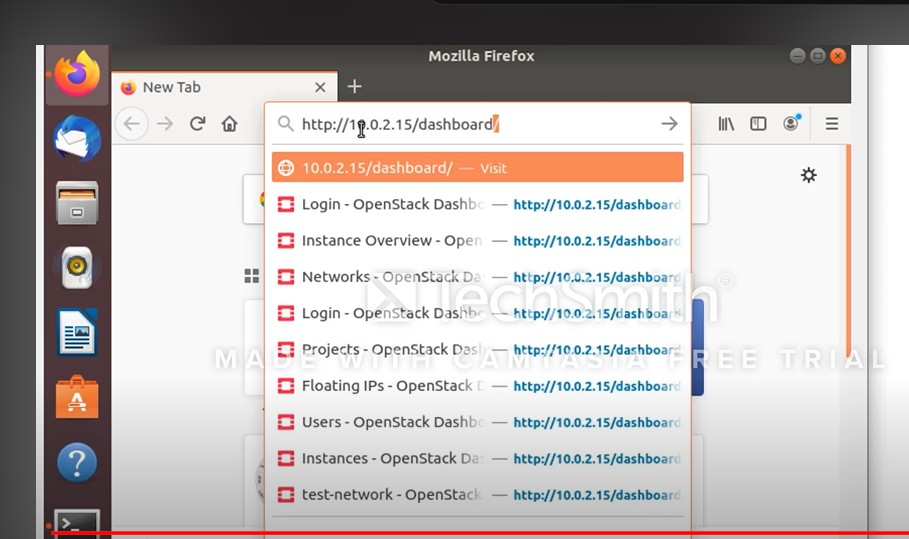 Mozilla Firefox
New Tab
http://10.0.2.15/dashboard/
10.0.2.15/dashboard/ — Visit
Login - OpenStack Dashbo — http://10.0.2.15/dashboard
Instance Overview - Open — http://10.0.2.15/dashboard
Networks - OpenStack Da — http://10.0.2.15/dashboard
TechSmith®
Login - OpenStack Dashbo — http://10.0.2.15/dashboard
Projects - OpenStack Dash — http://10.0.2.15/dashboard
MADE WITH CAMTASIA FREE TRIAL
Floating IPs - OpenStack D — http://10.0.2.15/dashboard
Users - OpenStack Dashbo — http://10.0.2.15/dashboard
Instances - OpenStack Das — http://10.0.2.15/dashboard
test-network - OpenStack — http://10.0.2.15/dashboard